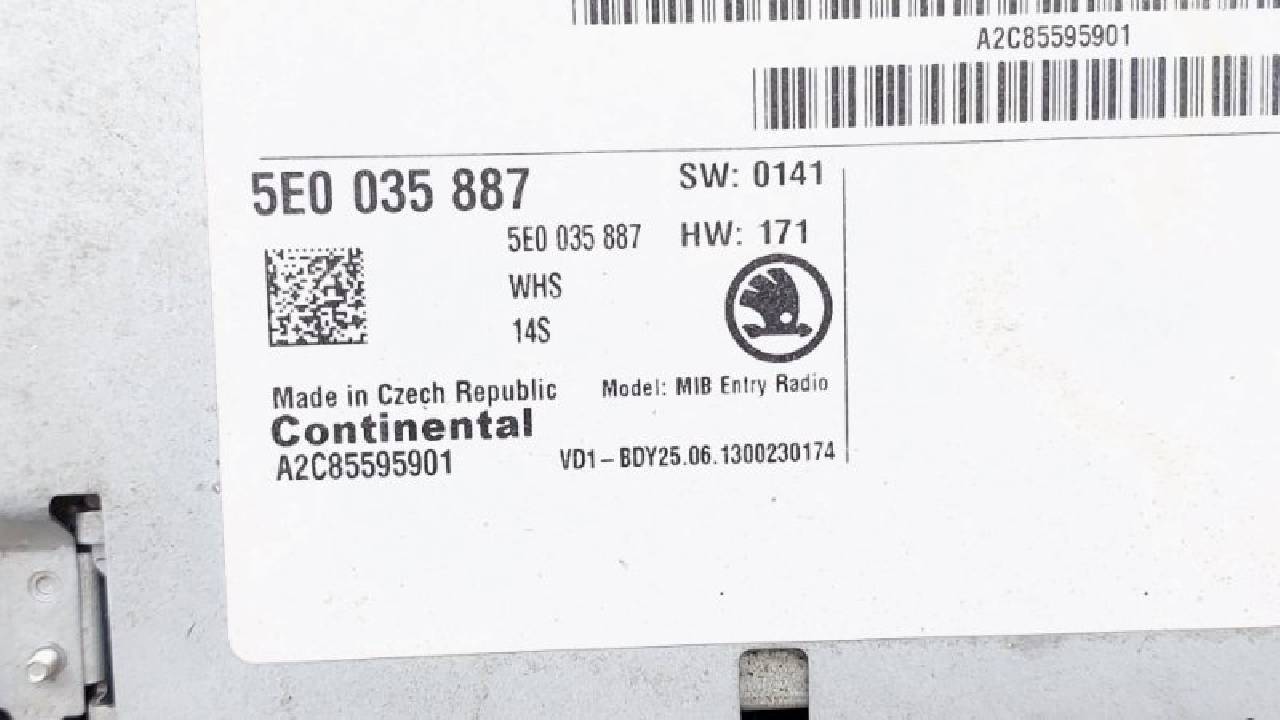 A2C85595901
5E0 035 887
SW: 0141
5E0 035 887
HW: 171
WHS
14S
Made in Czech Republic
Model: MIB Entry Radio
Continental
A2C85595901
VD1-BDY25.06.1300230174